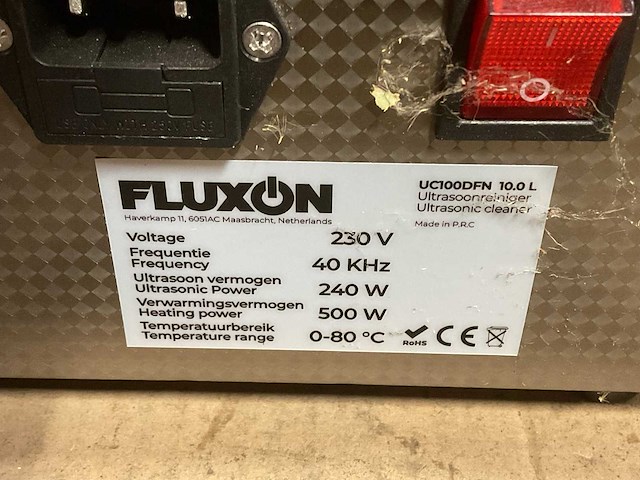 FLUXON
Haverkamp 11, 6051AC Maasbracht, Netherlands
UC100DFN 10.0 L
Ultrasoonreiniger
Ultrasonic cleaner
Made in P.R.C
Voltage 230 V
Frequentie
Frequency 40 KHz
Ultrasoon vermogen
Ultrasonic Power 240 W
Verwarmingsvermogen
Heating power 500 W
Temperatuurbereik
Temperature range 0-80 °C
RoHS CE